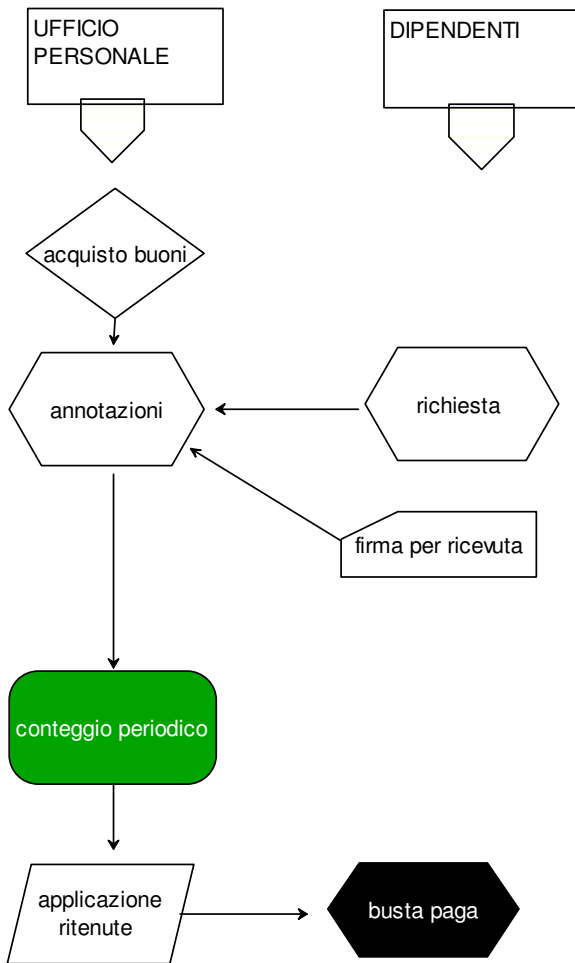 UFFICIO
PERSONALE
DIPENDENTI
acquisto buoni
annotazioni
richiesta
firma per ricevuta
conteggio periodico
applicazione
ritenute
busta paga